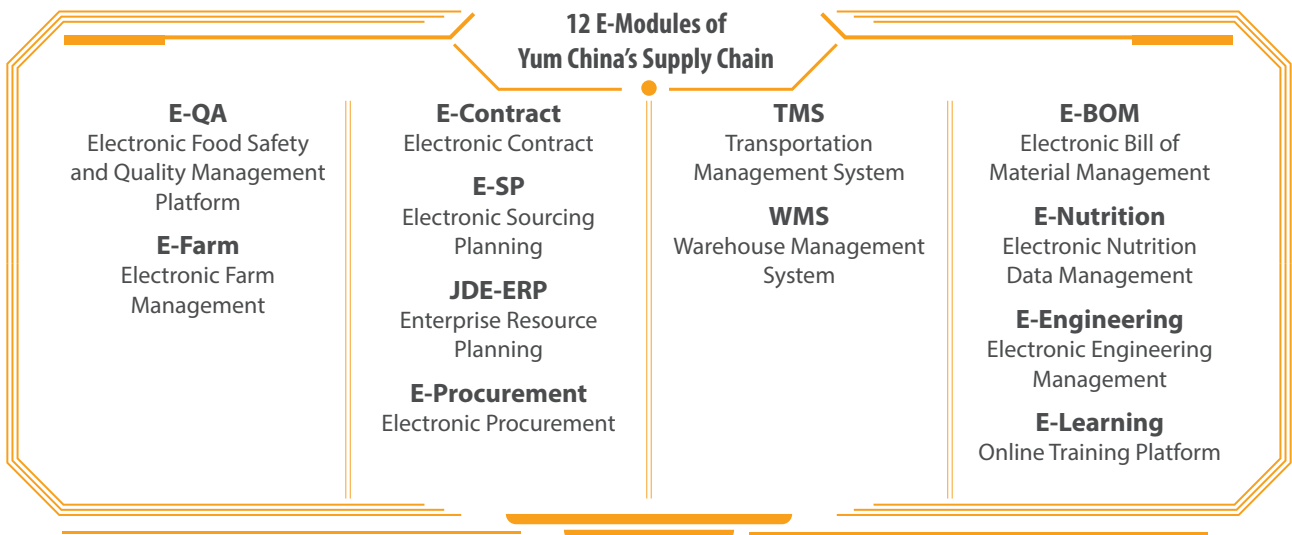 12 E-Modules of
Yum China's Supply Chain
E-QA
Electronic Food Safety
and Quality Management
Platform
E-Farm
Electronic Farm
Management
E-Contract
Electronic Contract
E-SP
Electronic Sourcing
Planning
JDE-ERP
Enterprise Resource
Planning
E-Procurement
Electronic Procurement
TMS
Transportation
Management System
WMS
Warehouse Management
System
E-BOM
Electronic Bill of
Material Management
E-Nutrition
Electronic Nutrition
Data Management
E-Engineering
Electronic Engineering
Management
E-Learning
Online Training Platform